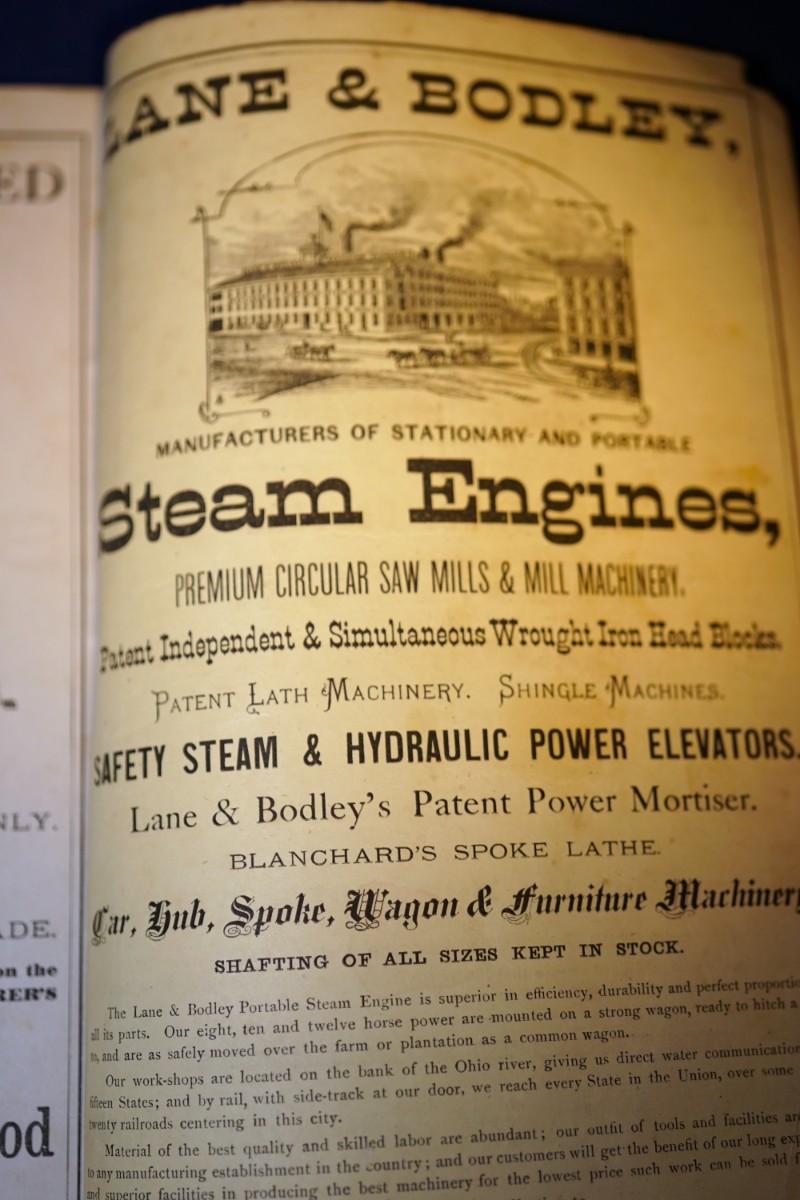 ED
NLY.
ADE.
on the
RER'S
od
LANE & BODLEY,
MANUFACTURERS OF STATIONARY AND PORTABLE
Steam Engines,
PREMIUM CIRCULAR SAW MILLS & MILL MACHINERY.
Patent Independent & Simultaneous Wrought Iron Head Blocks.
PATENT LATH MACHINERY. SHINGLE MACHINES.
SAFETY STEAM & HYDRAULIC POWER ELEVATORS.
Lane & Bodley's Patent Power Mortiser.
BLANCHARD'S SPOKE LATHE.
Car, Hub, Spoke, Wagon & Furniture Machinery
SHAFTING OF ALL SIZES KEPT IN STOCK.
The Lane & Bodley Portable Steam Engine is superior in efficiency, durability and perfect proportio
all its parts. Our eight, ten and twelve horse power are mounted on a strong wagon, ready to hitch a
to, and are as safely moved over the farm or plantation as a common wagon.
Our work-shops are located on the bank of the Ohio river, giving us direct water communication
fifteen States; and by rail, with side-track at our door, we reach every State in the Union, over some
twenty railroads centering in this city.
Material of the best quality and skilled labor are abundant; our outfit of tools and facilities ar
to any manufacturing establishment in the country; and our customers will get the benefit of our long exp
and superior facilities in producing the best machinery for the lowest price such work can be sold f